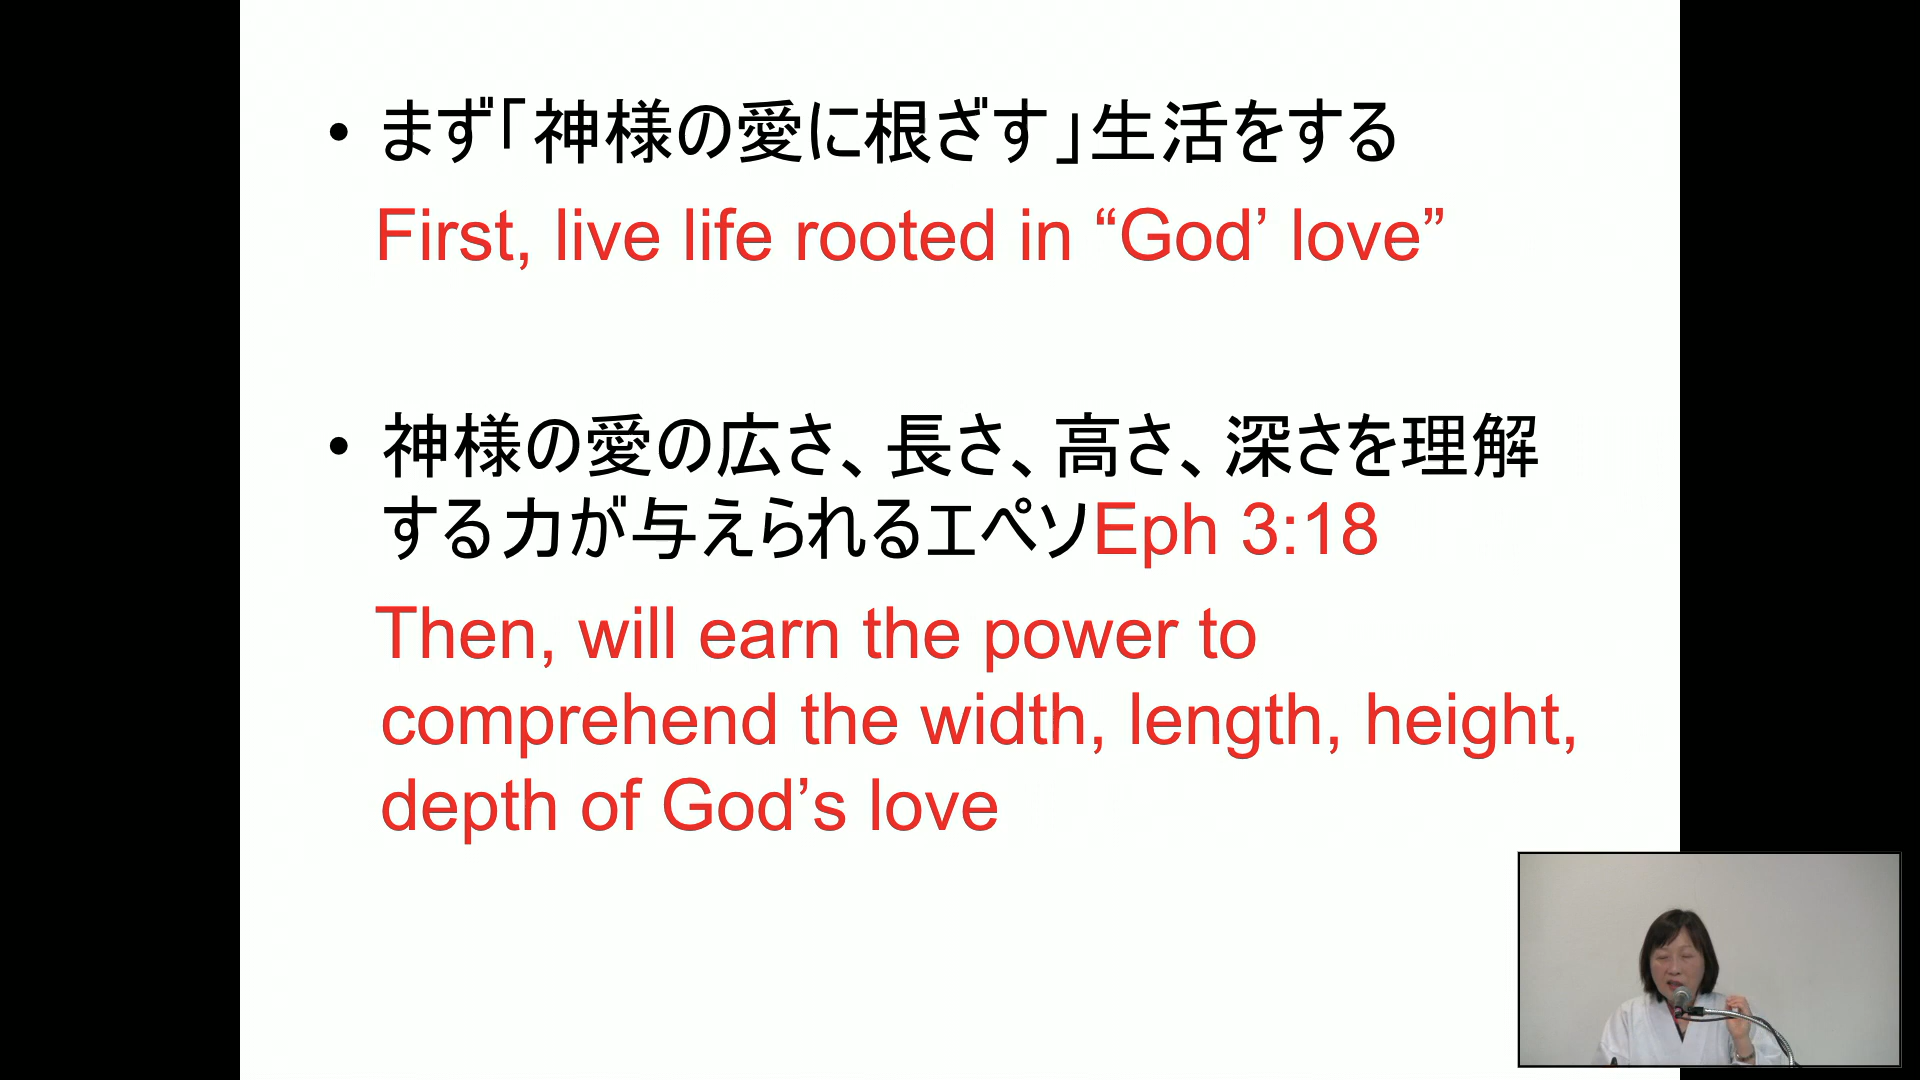 • まず「神様の愛に根ざす」生活をする
First, live life rooted in “God’ love”
• 神様の愛の広さ、長さ、高さ、深さを理解
する力が与えられるエペソEph 3:18
Then, will earn the power to
comprehend the width, length, height,
depth of God’s love